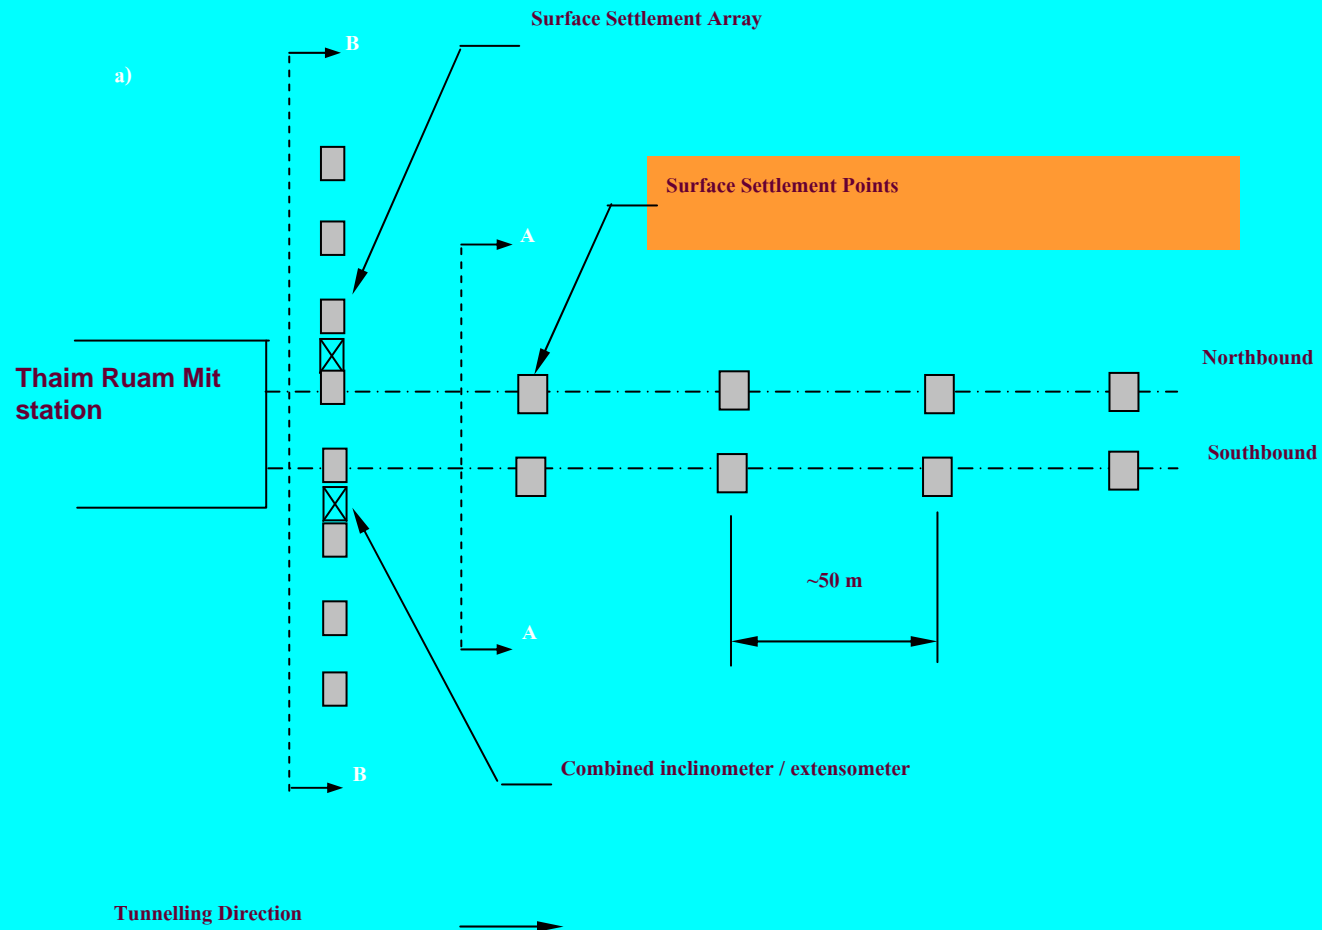 Surface Settlement Array
B
a)
Surface Settlement Points
A
Northbound
Thaim Ruam Mit
station
Southbound
~50 m
A
Combined inclinometer / extensometer
B
Tunnelling Direction